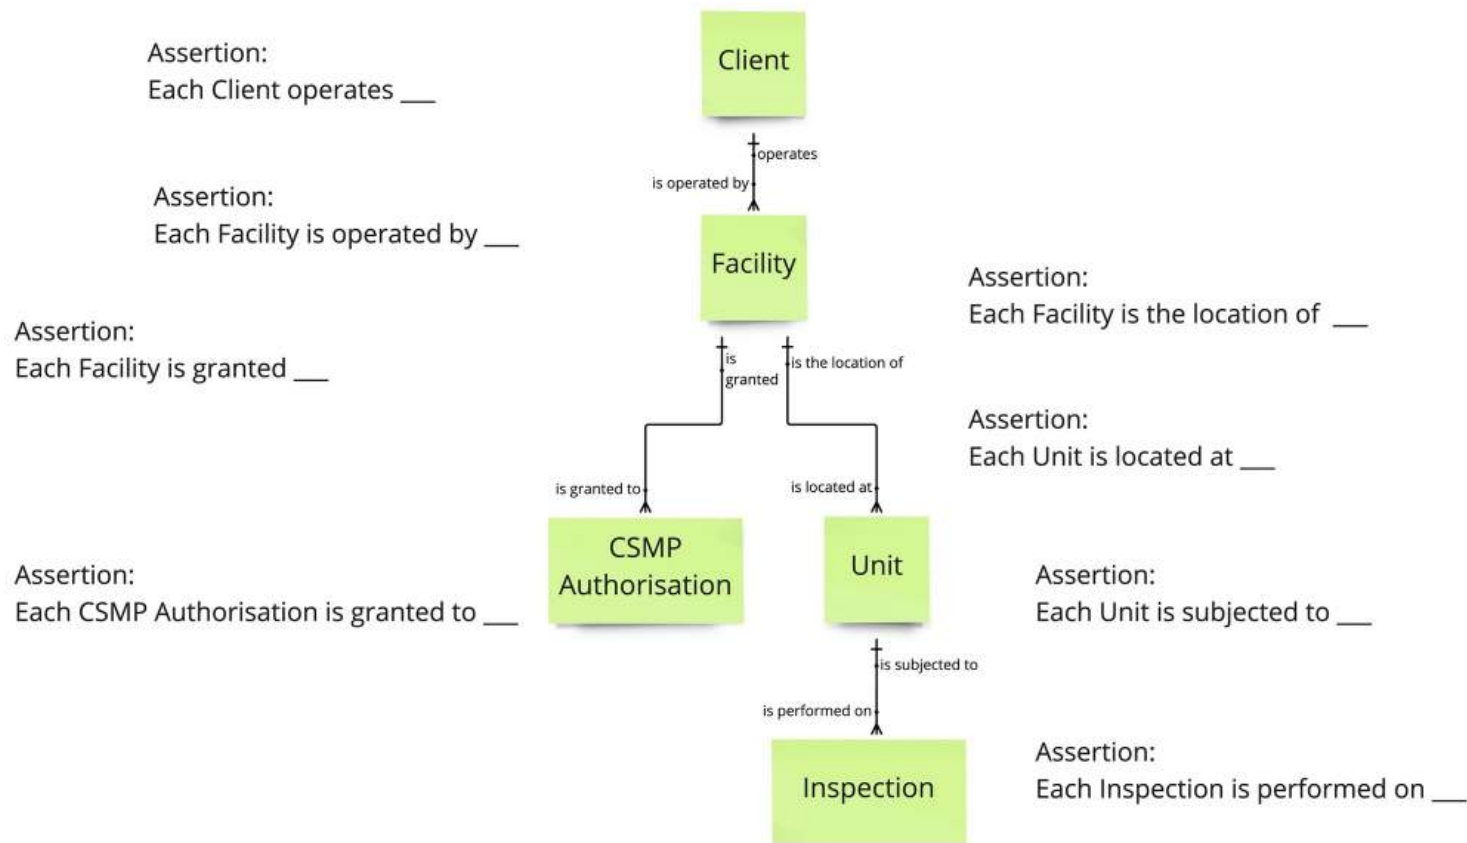 Client
Assertion:
Each Client operates ___
operates
is operated by
Assertion:
Each Facility is operated by ___
Facility
Assertion:
Each Facility is the location of ___
Assertion:
Each Facility is granted ___
is
granted
is the location of
Assertion:
Each Unit is located at ___
is granted to
is located at
CSMP
Authorisation
Unit
Assertion:
Each CSMP Authorisation is granted to ___
Assertion:
Each Unit is subjected to ___
is subjected to
is performed on
Assertion:
Each Inspection is performed on ___
Inspection